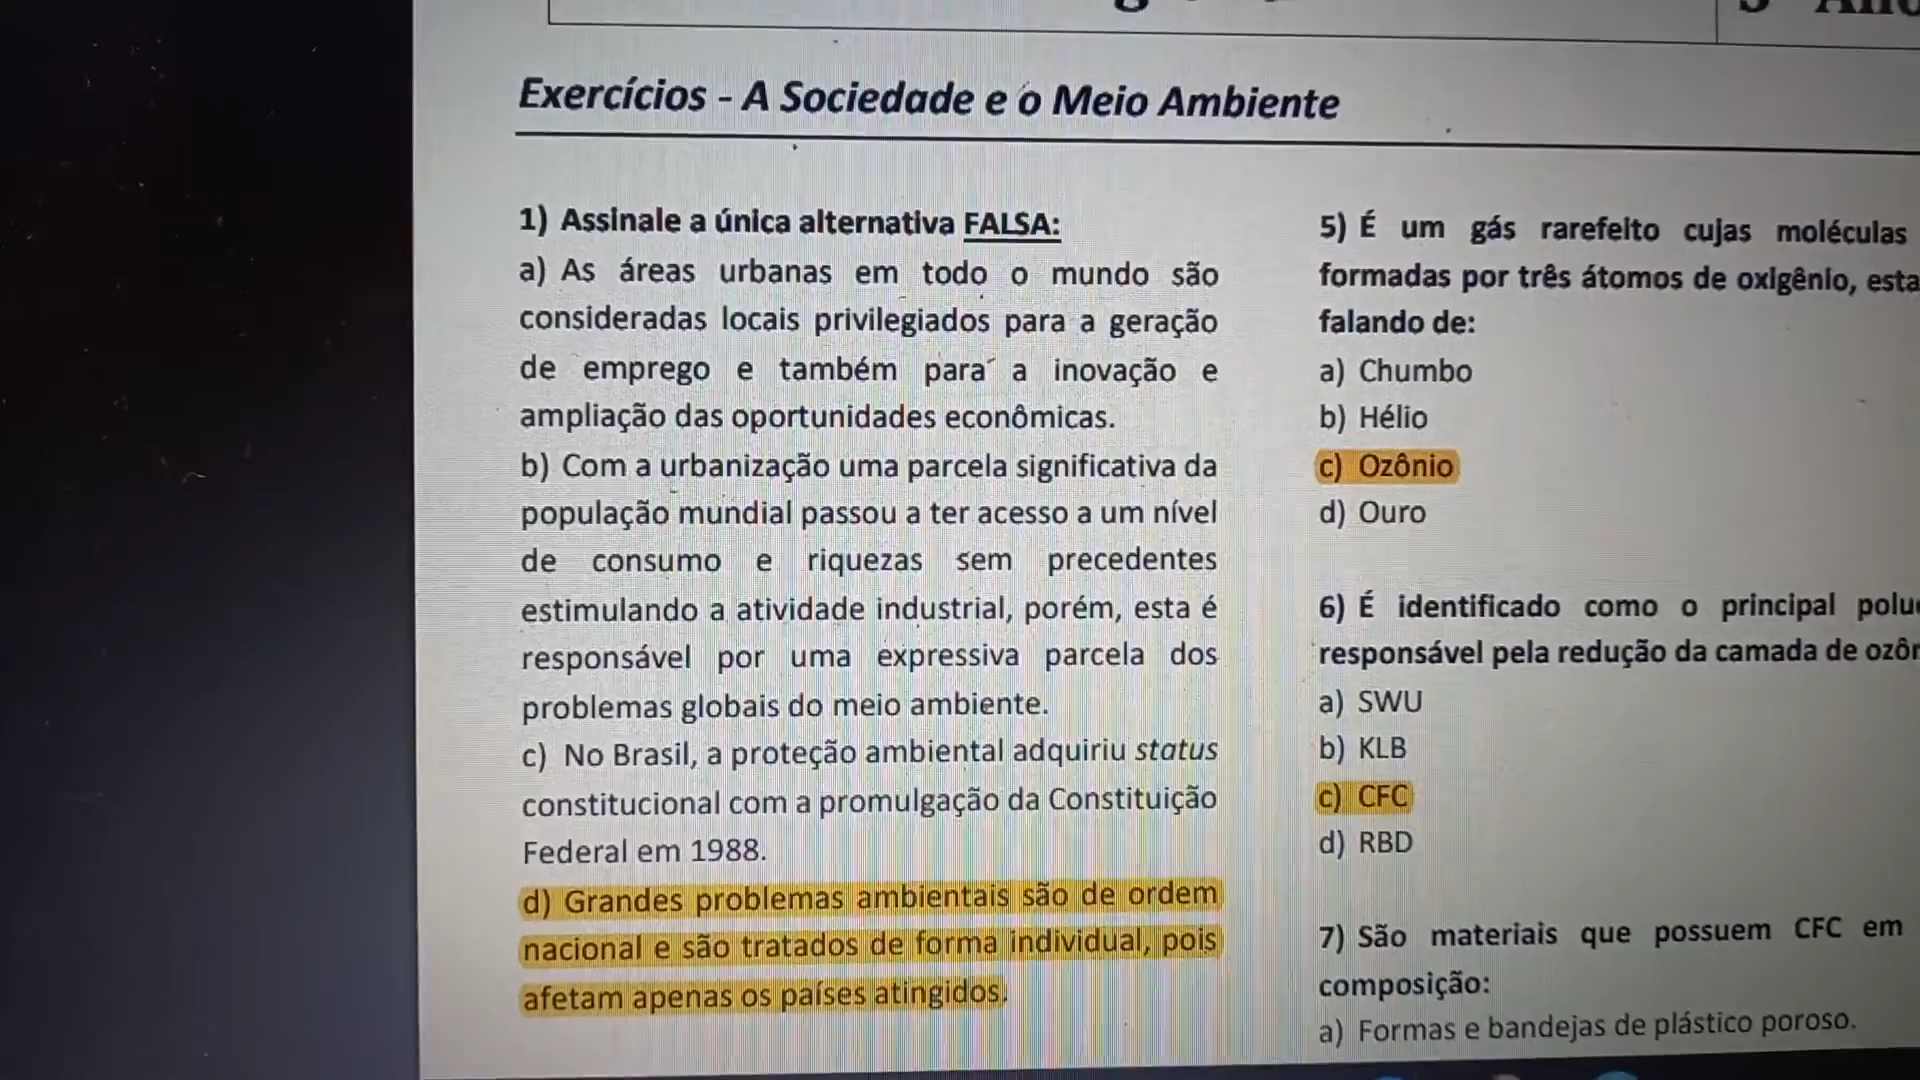 Exercícios - A Sociedade e o Meio Ambiente
1) Assinale a única alternativa FALSA:
a) As áreas urbanas em todo o mundo são
consideradas locais privilegiados para a geração
de emprego e também para a inovação e
ampliação das oportunidades econômicas.
b) Com a urbanização uma parcela significativa da
população mundial passou a ter acesso a um nível
de consumo e riquezas sem precedentes
estimulando a atividade industrial, porém, esta é
responsável por uma expressiva parcela dos
problemas globais do meio ambiente.
c) No Brasil, a proteção ambiental adquiriu status
constitucional com a promulgação da Constituição
Federal em 1988.
d) Grandes problemas ambientais são de ordem
nacional e são tratados de forma individual, pois
afetam apenas os países atingidos.
5) É um gás rarefeito cujas moléculas
formadas por três átomos de oxigênio, esta
falando de:
a) Chumbo
b) Hélio
c) Ozônio
d) Ouro
6) É identificado como o principal
responsável pela redução da camada de
a) SWU
b) KLB
c) CFC
d) RBD
7) São materiais que possuem CFC em
composição:
a) Formas e bandejas de plástico poroso.